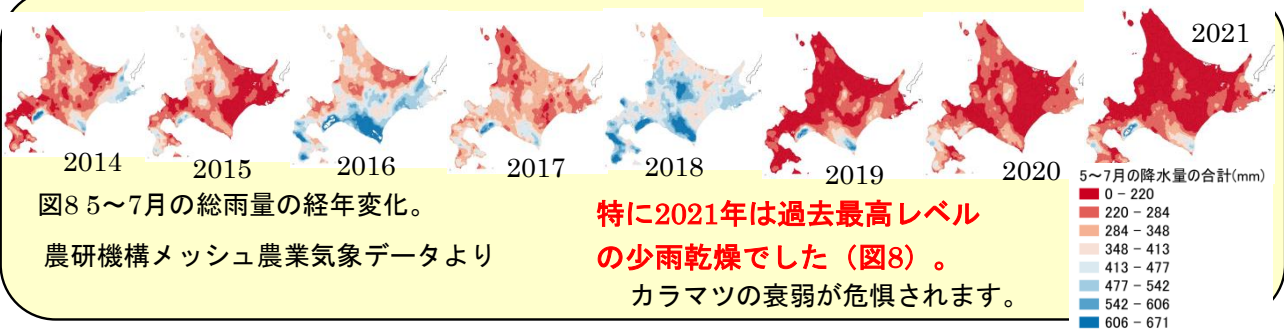 2014
2015
2016
2017
2018
2019
2020
2021
5～7月の降水量の合計(mm)
0 - 220
220 - 284
284 - 348
348 - 413
413 - 477
477 - 542
542 - 606
606 - 671
図8 5～7月の総雨量の経年変化。
農研機構メッシュ農業気象データより
特に2021年は過去最高レベル
の少雨乾燥でした（図8）。
カラマツの衰弱が危惧されます。